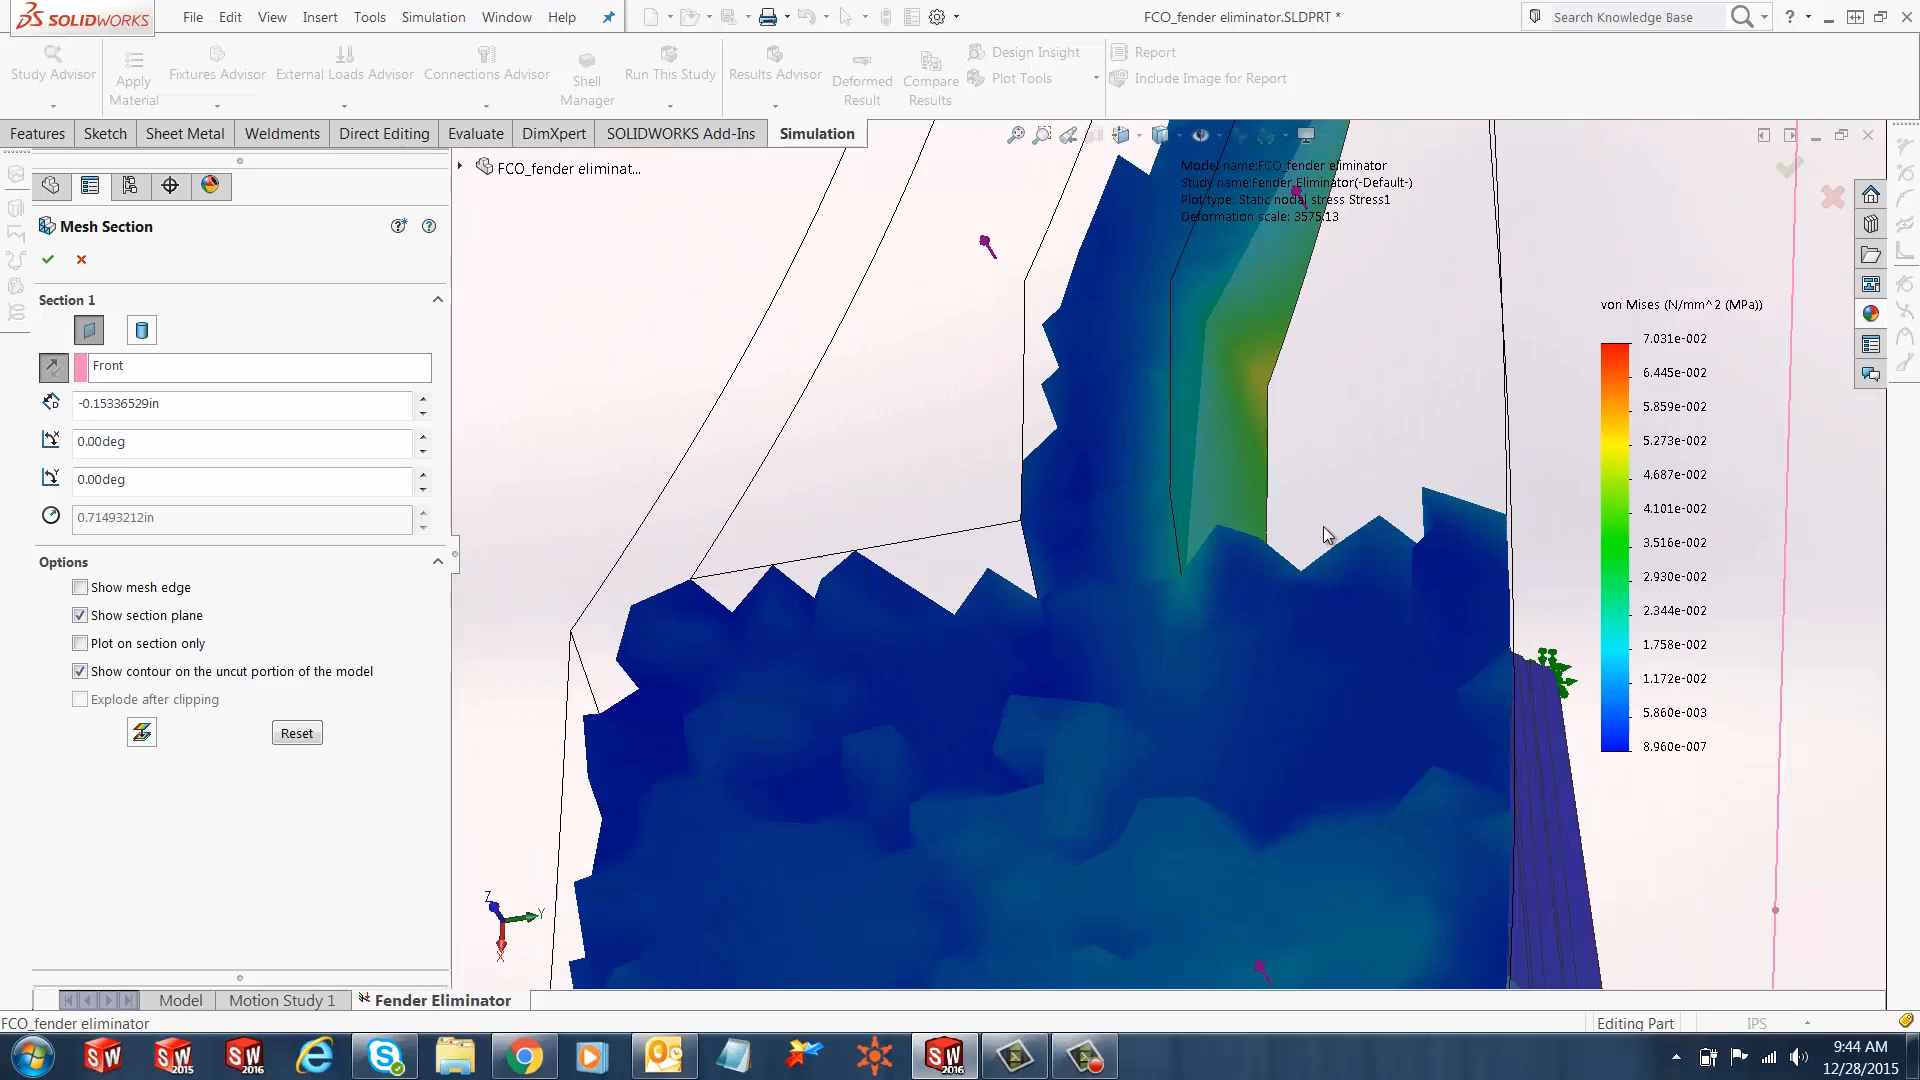 SOLIDWORKS
File Edit View Insert Tools Simulation Window Help
FCO_fender eliminator.SLDPRT *
Search Knowledge Base
Study Advisor
Apply Material
Fixtures Advisor
External Loads Advisor
Connections Advisor
Shell Manager
Run This Study
Results Advisor
Deformed Result
Compare Results
Design Insight
Plot Tools
Report
Include Image for Report
Features Sketch Sheet Metal Weldments Direct Editing Evaluate DimXpert SOLIDWORKS Add-Ins Simulation
FCO_fender eliminat...
Model name:FCO_fender eliminator
Study name:Fender Eliminator(-Default-)
Plot type: Static nodal stress Stress1
Deformation scale: 3575.13
Mesh Section
Section 1
Front
-0.15336529in
0.00deg
0.00deg
0.71493212in
Options
Show mesh edge
Show section plane
Plot on section only
Show contour on the uncut portion of the model
Explode after clipping
Reset
von Mises (N/mm^2 (MPa))
7.031e-002
6.445e-002
5.859e-002
5.273e-002
4.687e-002
4.101e-002
3.516e-002
2.930e-002
2.344e-002
1.758e-002
1.172e-002
5.860e-003
8.960e-007
Z
Y
X
Model Motion Study 1 Fender Eliminator
FCO_fender eliminator
Editing Part
IPS
SW
SW 2015
SW 2016
SW 2016
9:44 AM
12/28/2015